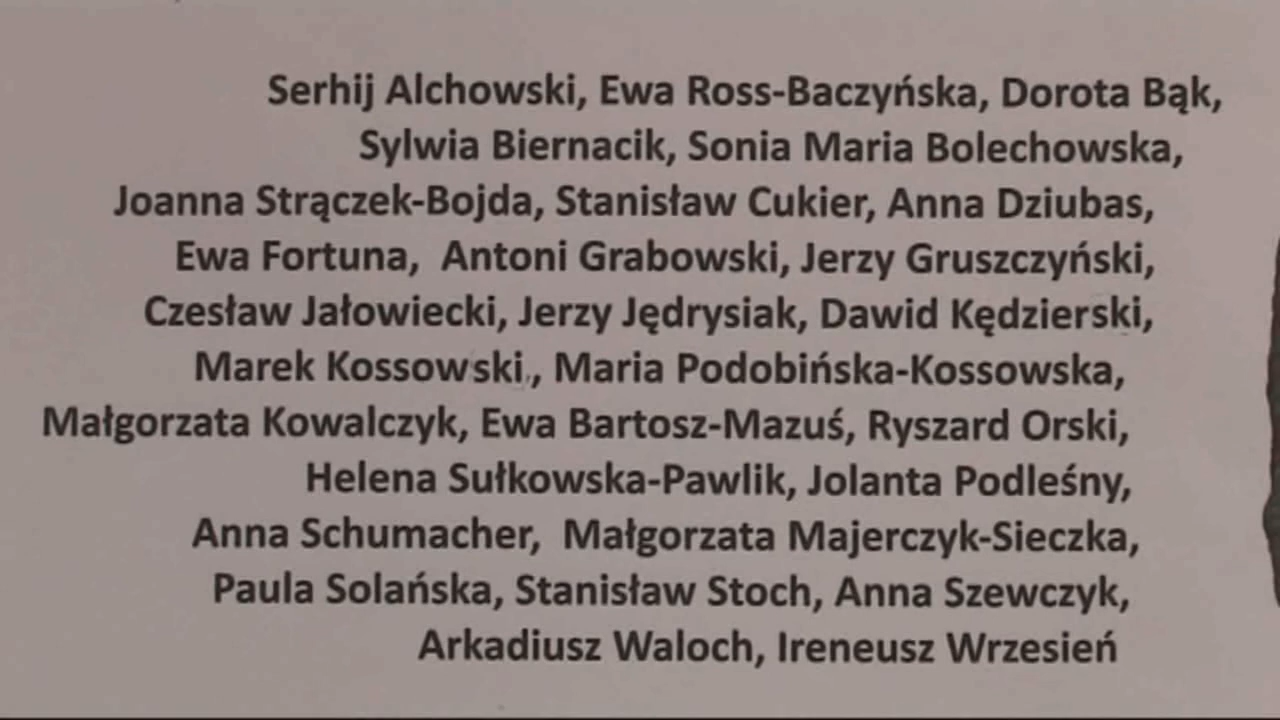 Serhij Alchowski, Ewa Ross-Baczyńska, Dorota Bąk,
Sylwia Biernacik, Sonia Maria Bolechowska,
Joanna Strączek-Bojda, Stanisław Cukier, Anna Dziubas,
Ewa Fortuna, Antoni Grabowski, Jerzy Gruszczyński,
Czesław Jałowiecki, Jerzy Jędrysiak, Dawid Kędzierski,
Marek Kossowski, Maria Podobińska-Kossowska,
Małgorzata Kowalczyk, Ewa Bartosz-Mazuś, Ryszard Orski,
Helena Sułkowska-Pawlik, Jolanta Podleśny,
Anna Schumacher, Małgorzata Majerczyk-Sieczka,
Paula Solańska, Stanisław Stoch, Anna Szewczyk,
Arkadiusz Waloch, Ireneusz Wrzesień